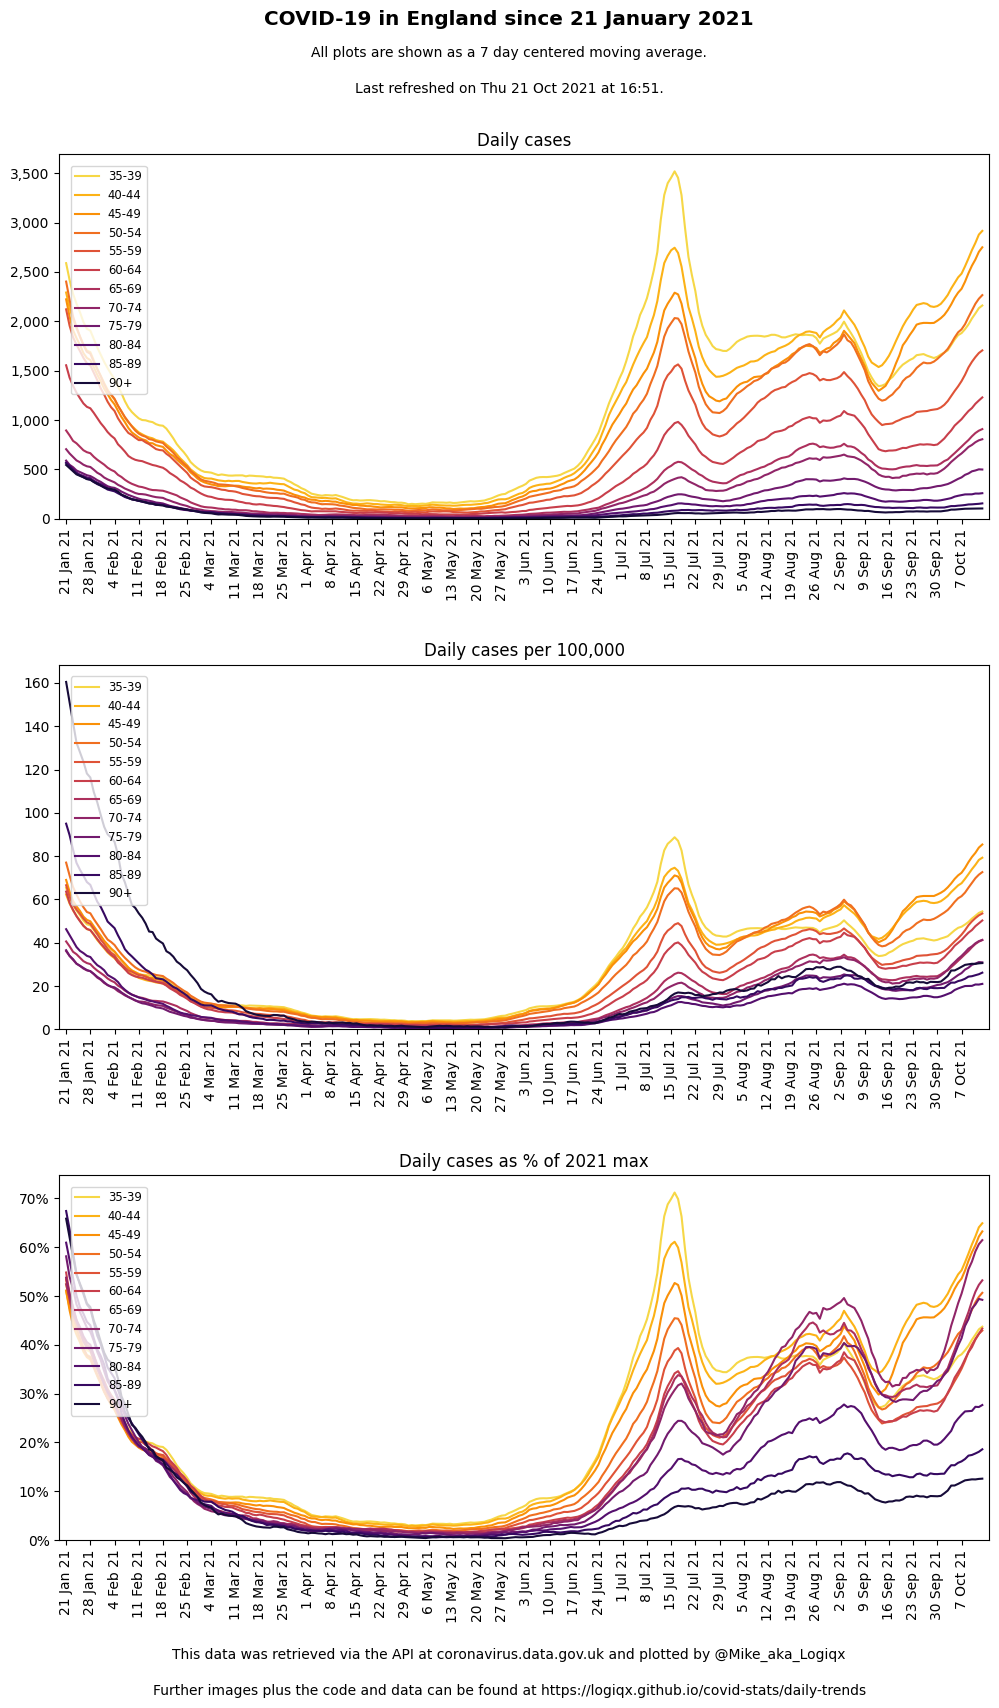 COVID-19 in England since 21 January 2021
All plots are shown as a 7 day centered moving average.
Last refreshed on Thu 21 Oct 2021 at 16:51.
Daily cases
3,500
3,000
2,500
2,000
1,500
1,000
500
0
35-39
40-44
45-49
50-54
55-59
60-64
65-69
70-74
75-79
80-84
85-89
90+
21 Jan 21
28 Jan 21
4 Feb 21
11 Feb 21
18 Feb 21
25 Feb 21
4 Mar 21
11 Mar 21
18 Mar 21
25 Mar 21
1 Apr 21
8 Apr 21
15 Apr 21
22 Apr 21
29 Apr 21
6 May 21
13 May 21
20 May 21
27 May 21
3 Jun 21
10 Jun 21
17 Jun 21
24 Jun 21
1 Jul 21
8 Jul 21
15 Jul 21
22 Jul 21
29 Jul 21
5 Aug 21
12 Aug 21
19 Aug 21
26 Aug 21
2 Sep 21
9 Sep 21
16 Sep 21
23 Sep 21
30 Sep 21
7 Oct 21
Daily cases per 100,000
160
140
120
100
80
60
40
20
0
35-39
40-44
45-49
50-54
55-59
60-64
65-69
70-74
75-79
80-84
85-89
90+
21 Jan 21
28 Jan 21
4 Feb 21
11 Feb 21
18 Feb 21
25 Feb 21
4 Mar 21
11 Mar 21
18 Mar 21
25 Mar 21
1 Apr 21
8 Apr 21
15 Apr 21
22 Apr 21
29 Apr 21
6 May 21
13 May 21
20 May 21
27 May 21
3 Jun 21
10 Jun 21
17 Jun 21
24 Jun 21
1 Jul 21
8 Jul 21
15 Jul 21
22 Jul 21
29 Jul 21
5 Aug 21
12 Aug 21
19 Aug 21
26 Aug 21
2 Sep 21
9 Sep 21
16 Sep 21
23 Sep 21
30 Sep 21
7 Oct 21
Daily cases as % of 2021 max
70%
60%
50%
40%
30%
20%
10%
0%
35-39
40-44
45-49
50-54
55-59
60-64
65-69
70-74
75-79
80-84
85-89
90+
21 Jan 21
28 Jan 21
4 Feb 21
11 Feb 21
18 Feb 21
25 Feb 21
4 Mar 21
11 Mar 21
18 Mar 21
25 Mar 21
1 Apr 21
8 Apr 21
15 Apr 21
22 Apr 21
29 Apr 21
6 May 21
13 May 21
20 May 21
27 May 21
3 Jun 21
10 Jun 21
17 Jun 21
24 Jun 21
1 Jul 21
8 Jul 21
15 Jul 21
22 Jul 21
29 Jul 21
5 Aug 21
12 Aug 21
19 Aug 21
26 Aug 21
2 Sep 21
9 Sep 21
16 Sep 21
23 Sep 21
30 Sep 21
7 Oct 21
This data was retrieved via the API at coronavirus.data.gov.uk and plotted by @Mike_aka_Logiqx
Further images plus the code and data can be found at https://logiqx.github.io/covid-stats/daily-trends